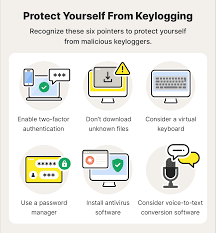 Protect Yourself From Keylogging
Recognize these six pointers to protect yourself
from malicious keyloggers.
Enable two-factor
authentication
Don't download
unknown files
Consider a virtual
keyboard
Use a password
manager
Install antivirus
software
Consider voice-to-text
conversion software